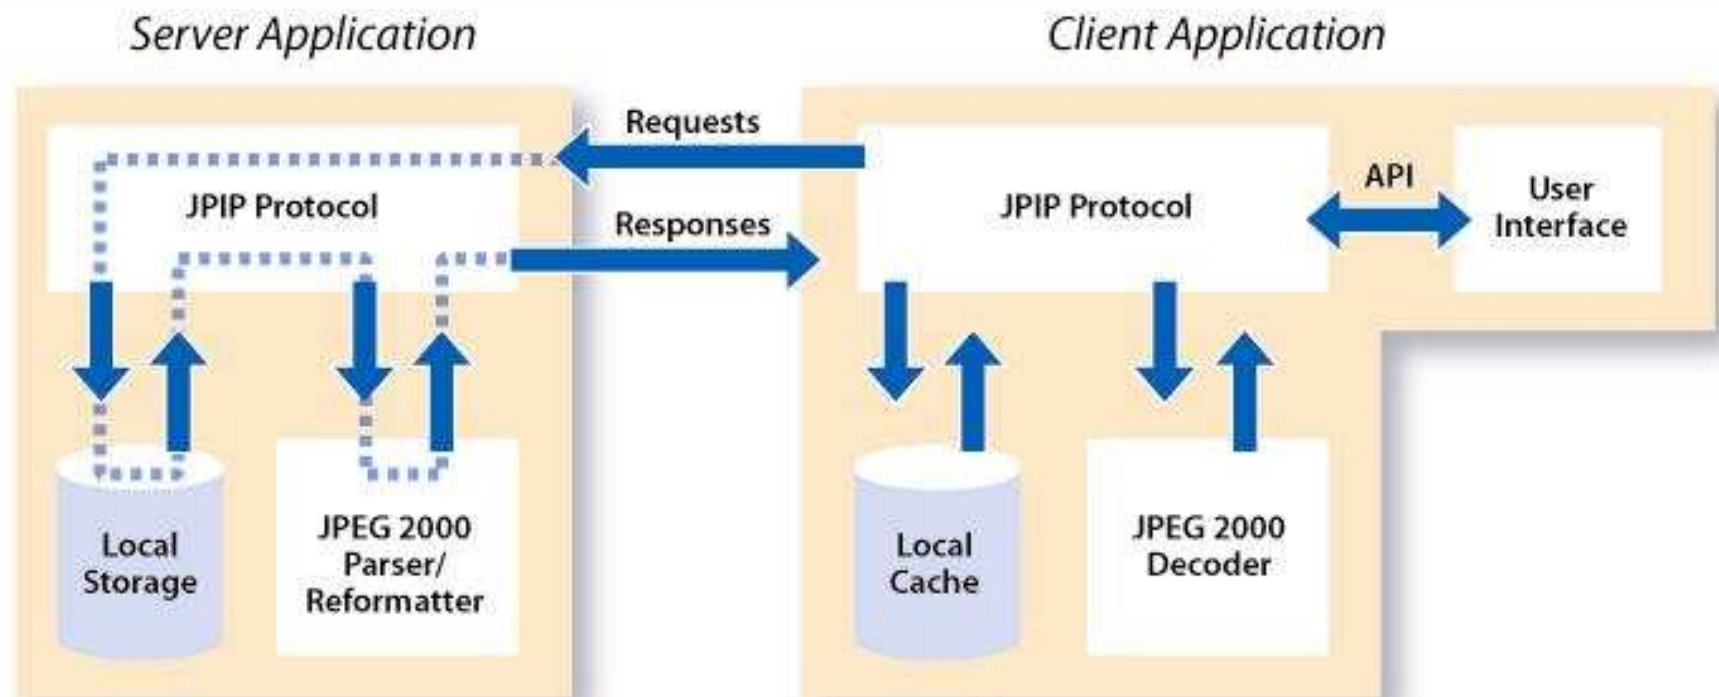 Server Application
Client Application
Requests
JPIP Protocol
Responses
JPIP Protocol
API
User
Interface
Local
Storage
JPEG 2000
Parser/
Reformatter
Local
Cache
JPEG 2000
Decoder